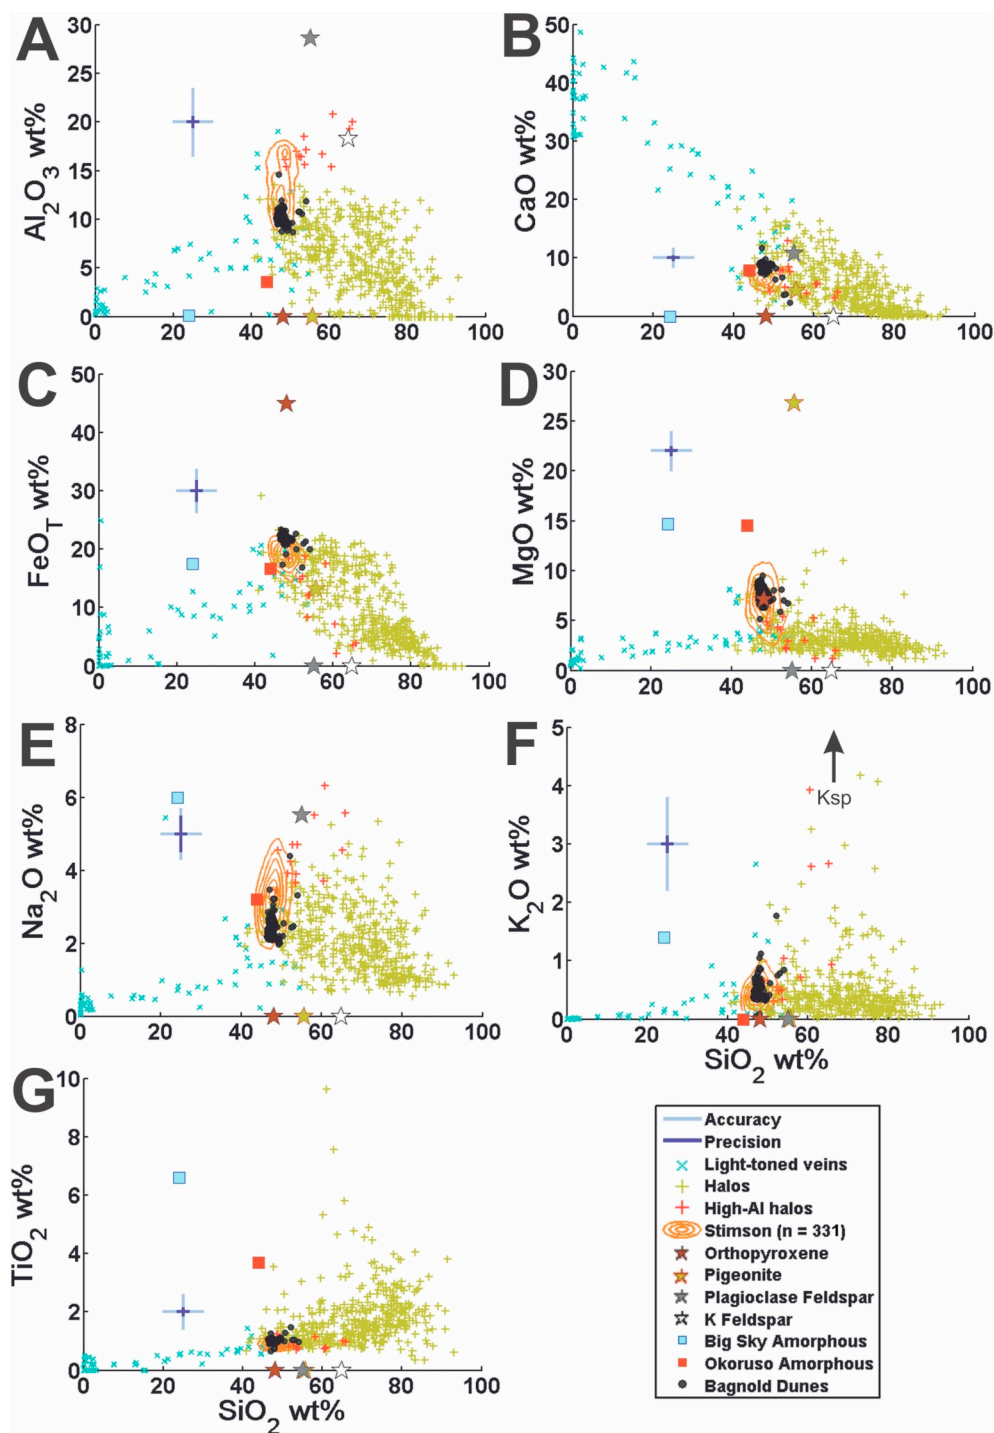 A
30
25
20
15
10
5
0
0 20 40 60 80 100
Al2O3 wt%
B
50
40
30
20
10
0
0 20 40 60 80 100
CaO wt%
C
50
40
30
20
10
0
0 20 40 60 80 100
FeOT wt%
D
30
25
20
15
10
5
0
0 20 40 60 80 100
MgO wt%
E
8
6
4
2
0
0 20 40 60 80 100
Na2O wt%
F
5
4
3
2
1
0
0 20 40 60 80 100
K2O wt%
SiO2 wt%
Ksp
G
10
8
6
4
2
0
0 20 40 60 80 100
TiO2 wt%
SiO2 wt%
Accuracy
Precision
Light-toned veins
Halos
High-Al halos
Stimson (n = 331)
Orthopyroxene
Pigeonite
Plagioclase Feldspar
K Feldspar
Big Sky Amorphous
Okoruso Amorphous
Bagnold Dunes